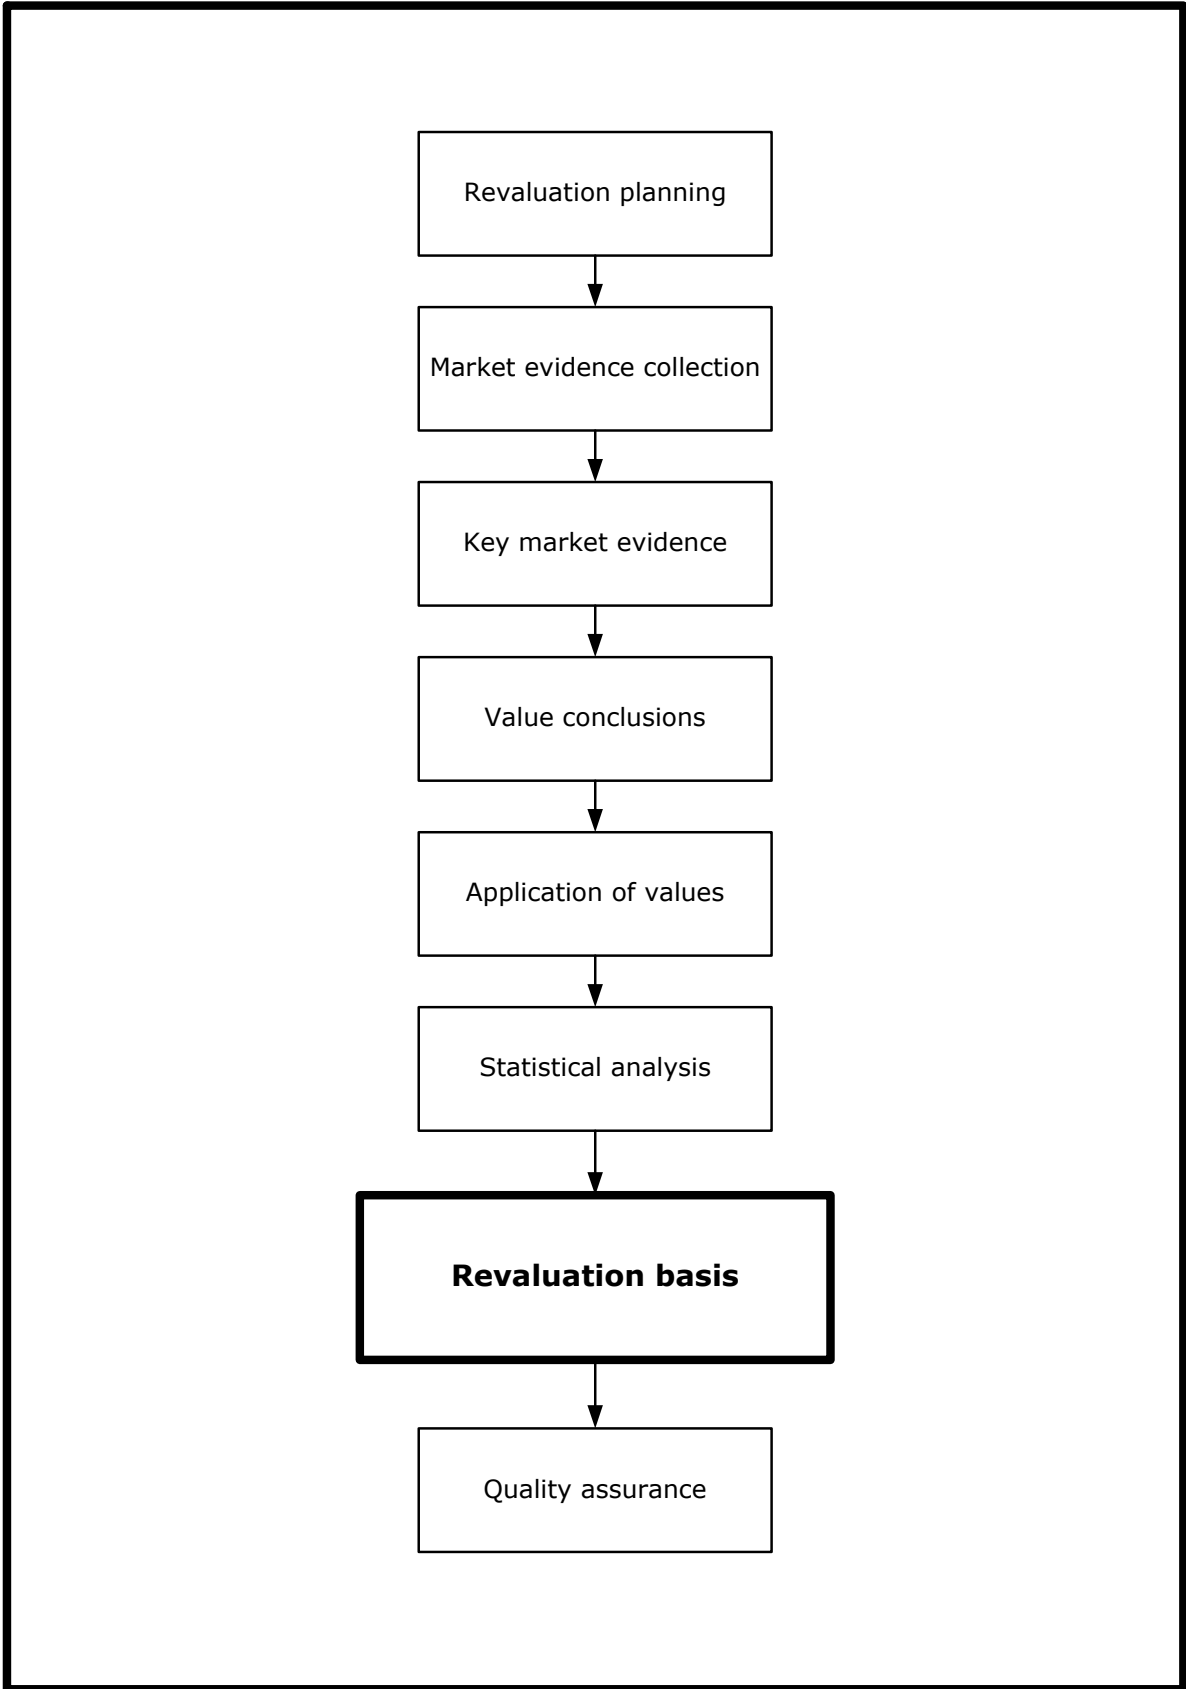 Revaluation planning
Market evidence collection
Key market evidence
Value conclusions
Application of values
Statistical analysis
Revaluation basis
Quality assurance